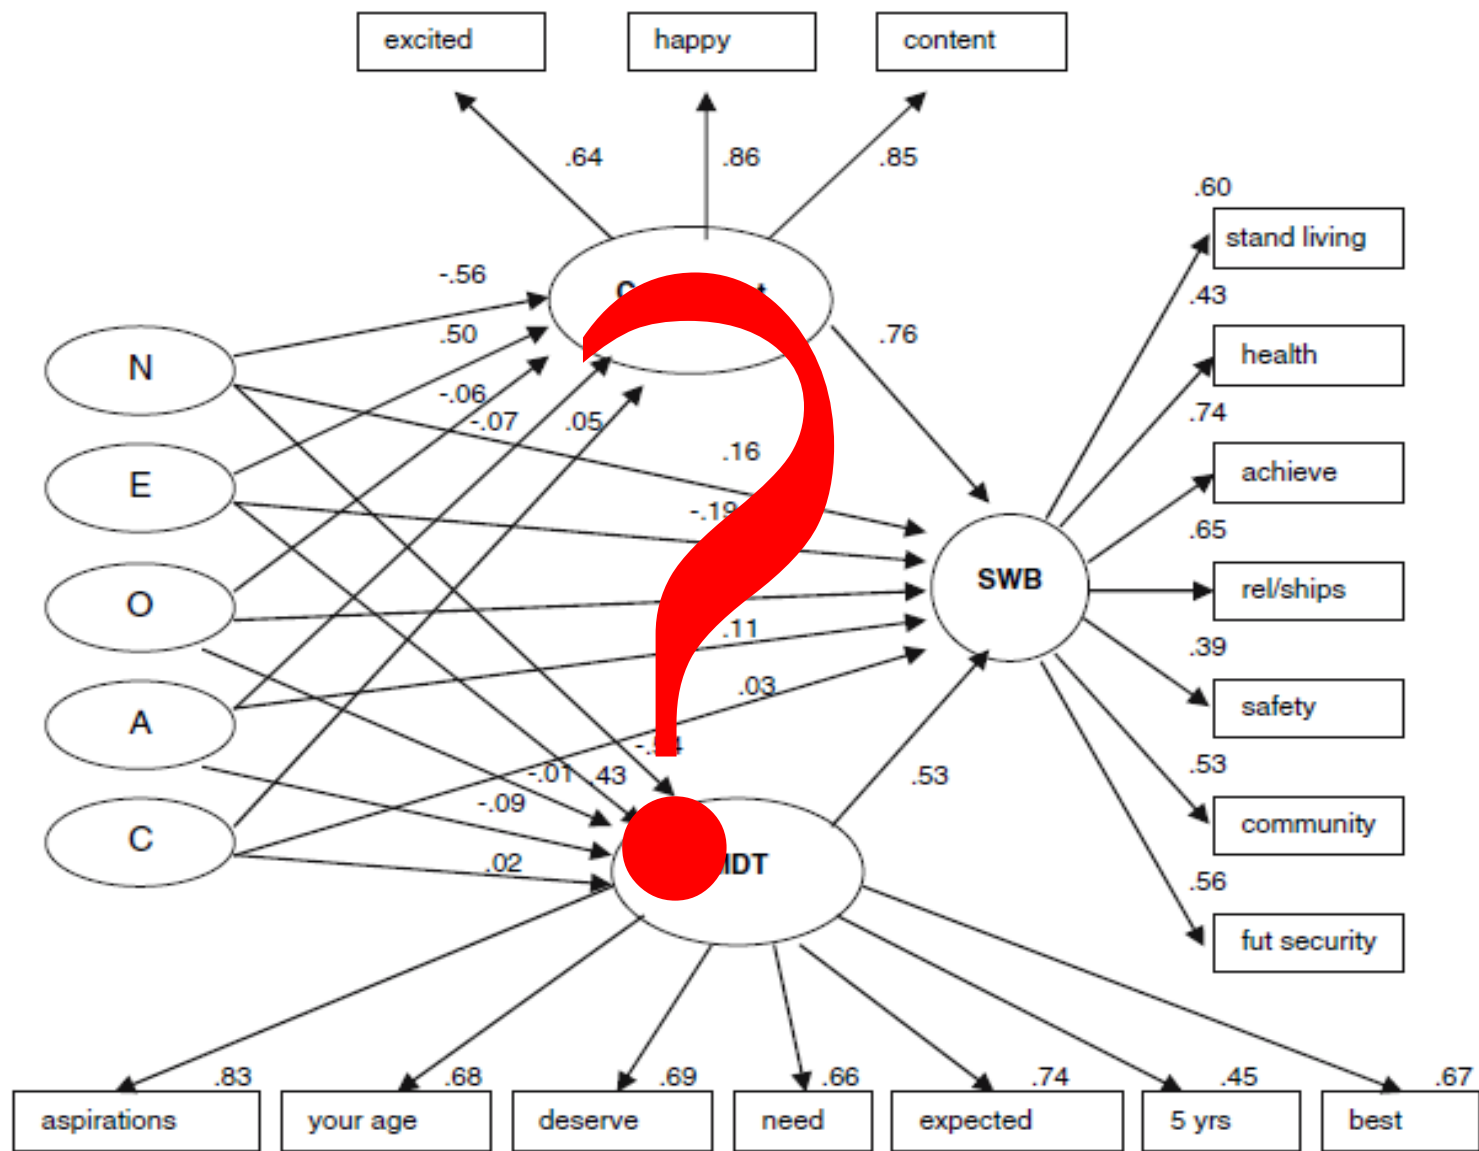 excited
happy
content
.64
.86
.85
.60
stand living
-.56
.43
.50
.76
health
N
-.06
-.07
.05
.74
.16
achieve
E
-.19
.65
SWB
rel/ships
O
.11
.39
.03
safety
A
-.01
.43
.53
.53
-.09
community
C
.02
IDT
.56
fut security
.83
.68
.69
.66
.74
.45
.67
aspirations
your age
deserve
need
expected
5 yrs
best